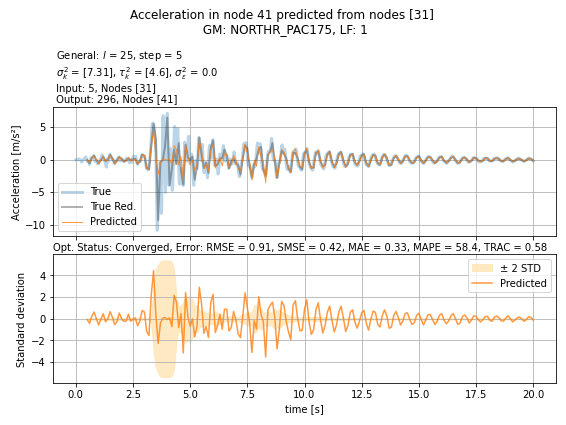 Acceleration in node 41 predicted from nodes [31]
GM: NORTHR_PAC175, LF: 1
General: l = 25, step = 5
σ²ₖ = [7.31], τ²ₖ = [4.6], σ²ε = 0.0
Input: 5, Nodes [31]
Output: 296, Nodes [41]
Acceleration [m/s²]
5
0
−5
−10
True
True Red.
Predicted
Opt. Status: Converged, Error: RMSE = 0.91, SMSE = 0.42, MAE = 0.33, MAPE = 58.4, TRAC = 0.58
Standard deviation
4
2
0
−2
−4
± 2 STD
Predicted
0.0 2.5 5.0 7.5 10.0 12.5 15.0 17.5 20.0
time [s]